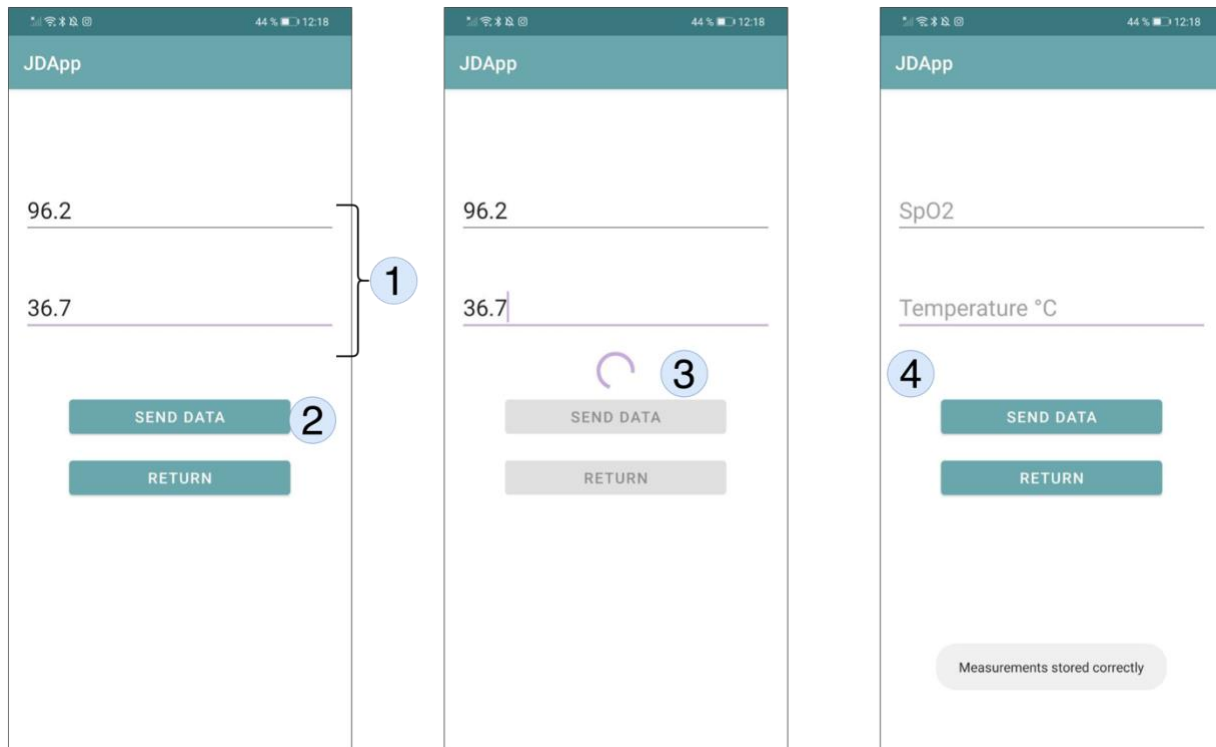 44 % 12:18
JDApp
96.2
36.7
1
SEND DATA
2
RETURN
44 % 12:18
JDApp
96.2
36.7
3
SEND DATA
RETURN
44 % 12:18
JDApp
SpO2
Temperature °C
4
SEND DATA
RETURN
Measurements stored correctly